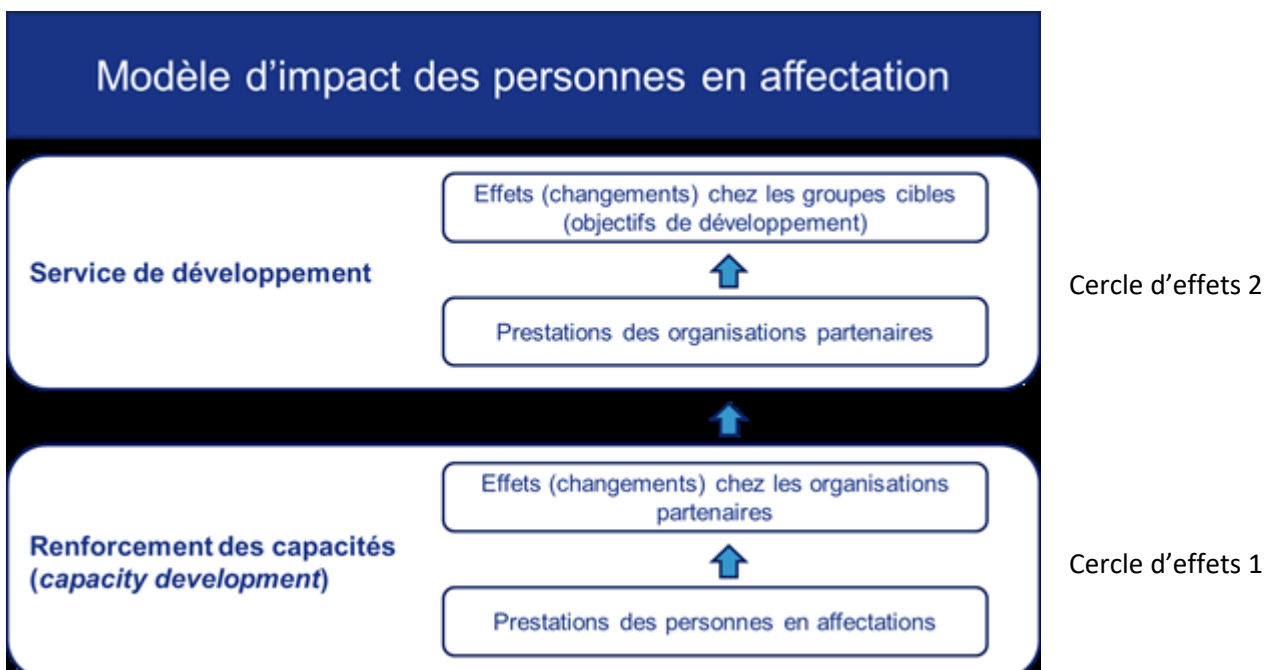 Modèle d'impact des personnes en affectation
Effets (changements) chez les groupes cibles
(objectifs de développement)
Service de développement
Cercle d’effets 2
Prestations des organisations partenaires
Effets (changements) chez les organisations
partenaires
Renforcement des capacités
(capacity development)
Cercle d’effets 1
Prestations des personnes en affectations